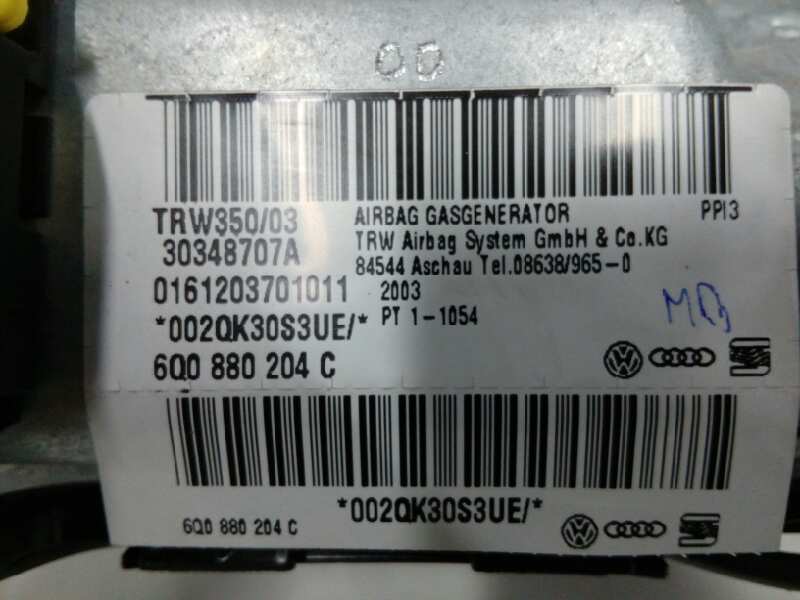 OD
TRW350/03
30348707A
0161203701011
*002QK30S3UE/*
6Q0 880 204 C
AIRBAG GASGENERATOR PPI3
TRW Airbag System GmbH & Co.KG
84544 Aschau Tel.08638/965-0
2003
PT 1-1054
6Q0 880 204 C
*002QK30S3UE/*